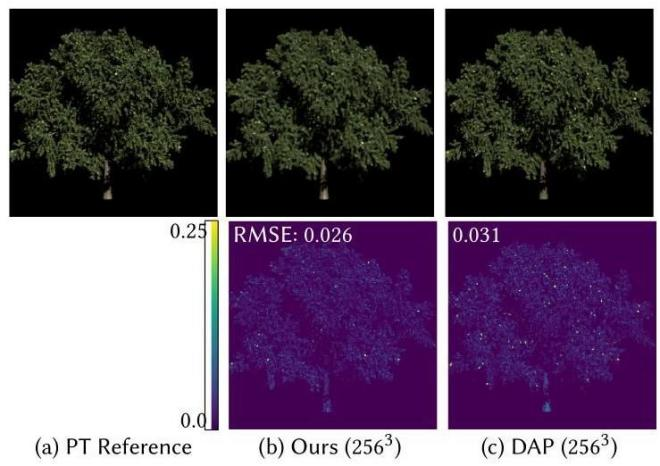 0.25
RMSE: 0.026
0.031
0.0
(a) PT Reference
(b) Ours (256³)
(c) DAP (256³)